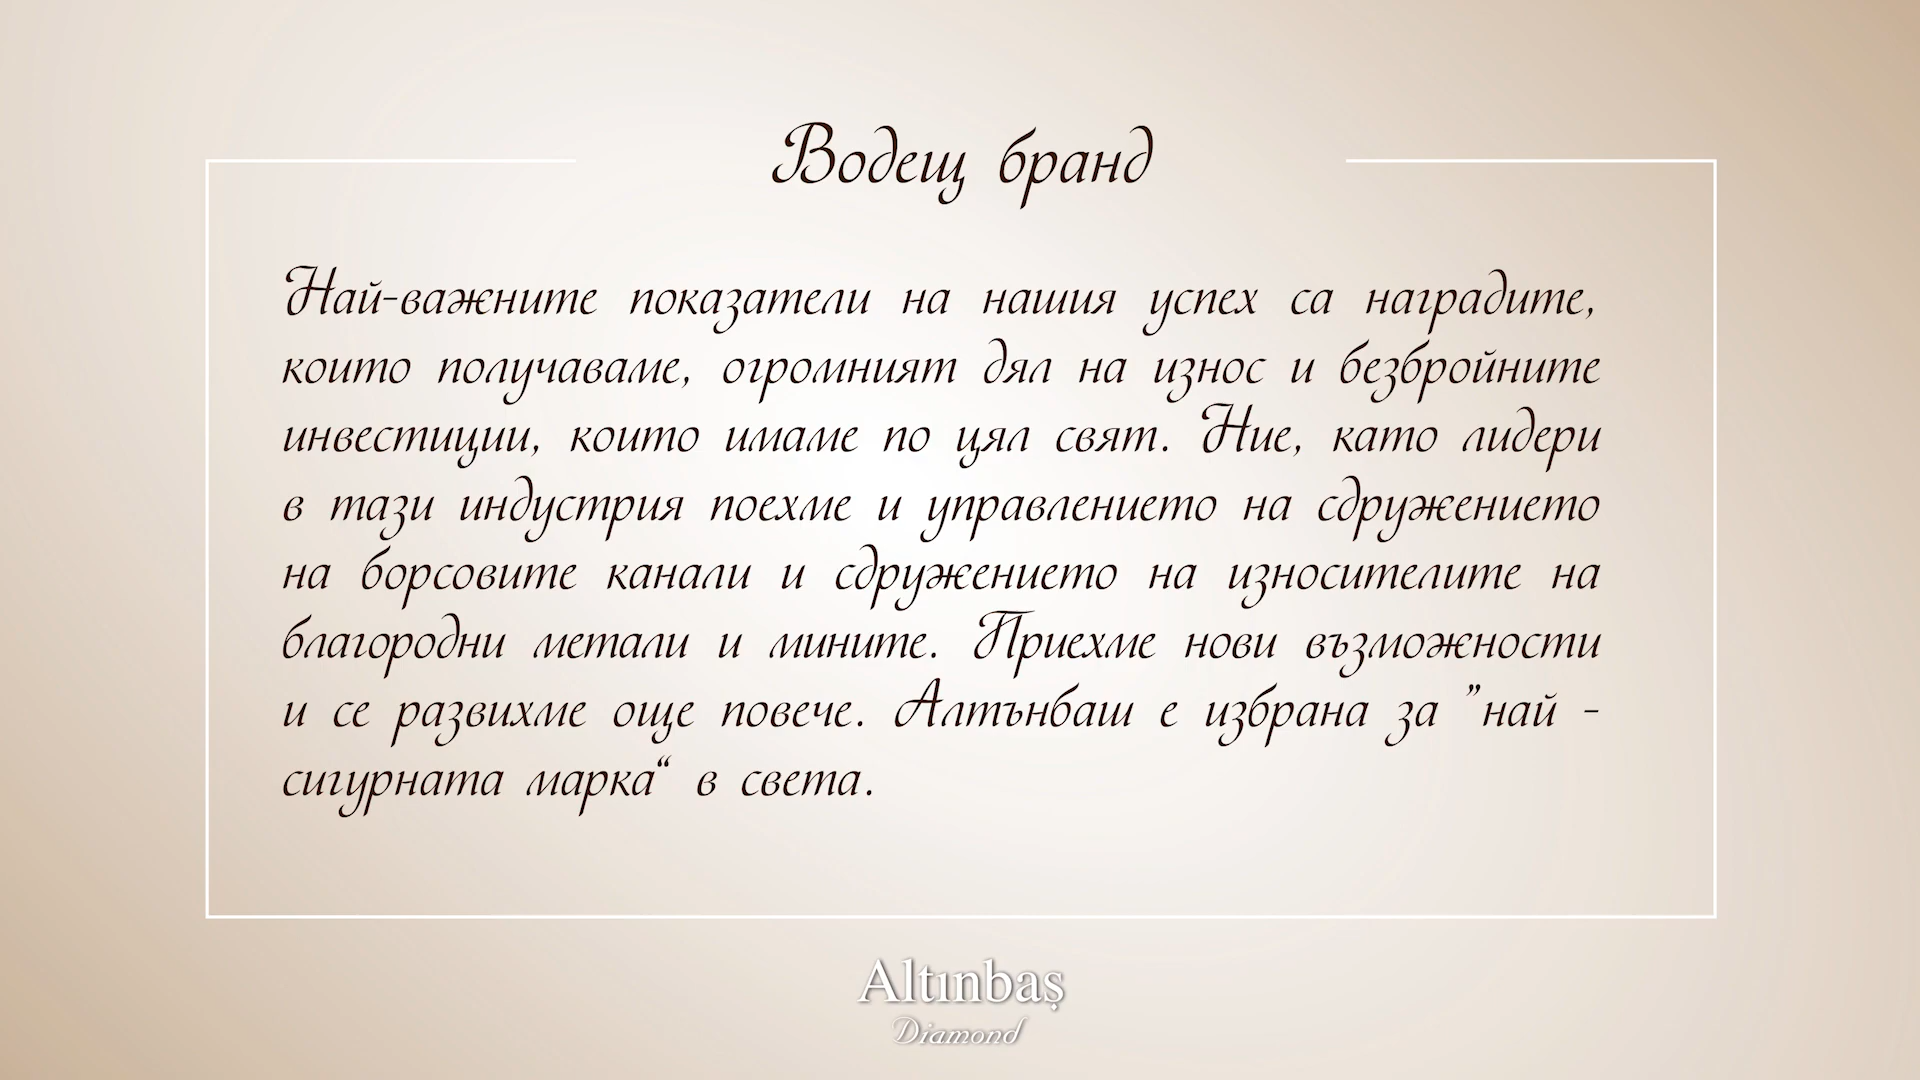 Водещ бранд
Най-важните показатели на нашия успех са наградите,
които получаваме, огромният дял на износ и безбройните
инвестиции, които имаме по цял свят. Ние, като лидери
в тази индустрия поехме и управлението на сдружението
на борсовите канали и сдружението на износителите на
благородни метали и мините. Приехме нови възможности
и се развихме още повече. Алтънбаш е избрана за ”най -
сигурната марка“ в света.
Altınbaş
Diamond